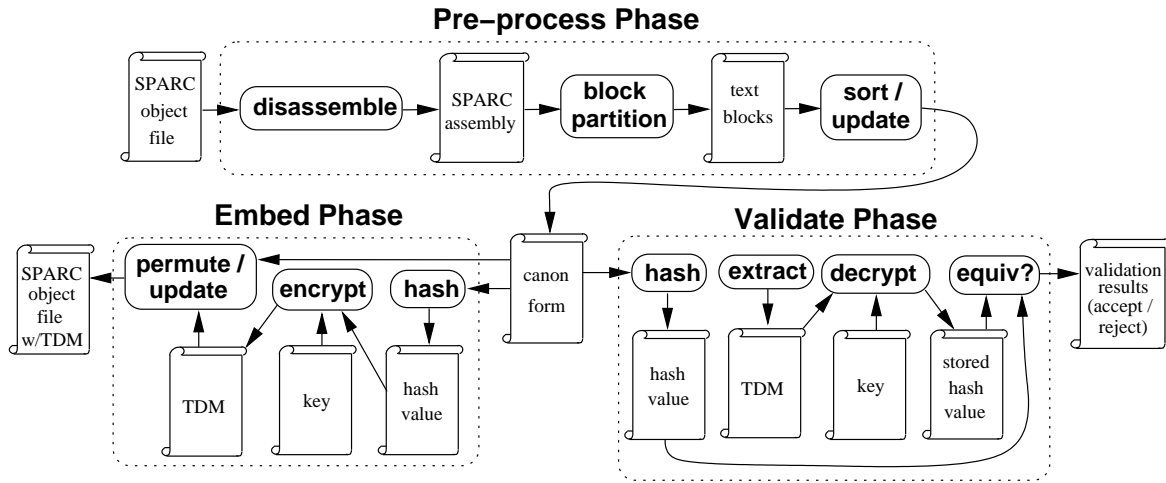 Pre-process Phase
SPARC
object
file
disassemble
SPARC
assembly
block
partition
text
blocks
sort /
update
Embed Phase
SPARC
object
file
w/TDM
permute /
update
encrypt
hash
TDM
key
hash
value
canon
form
Validate Phase
hash
extract
decrypt
equiv?
hash
value
TDM
key
stored
hash
value
validation
results
(accept /
reject)